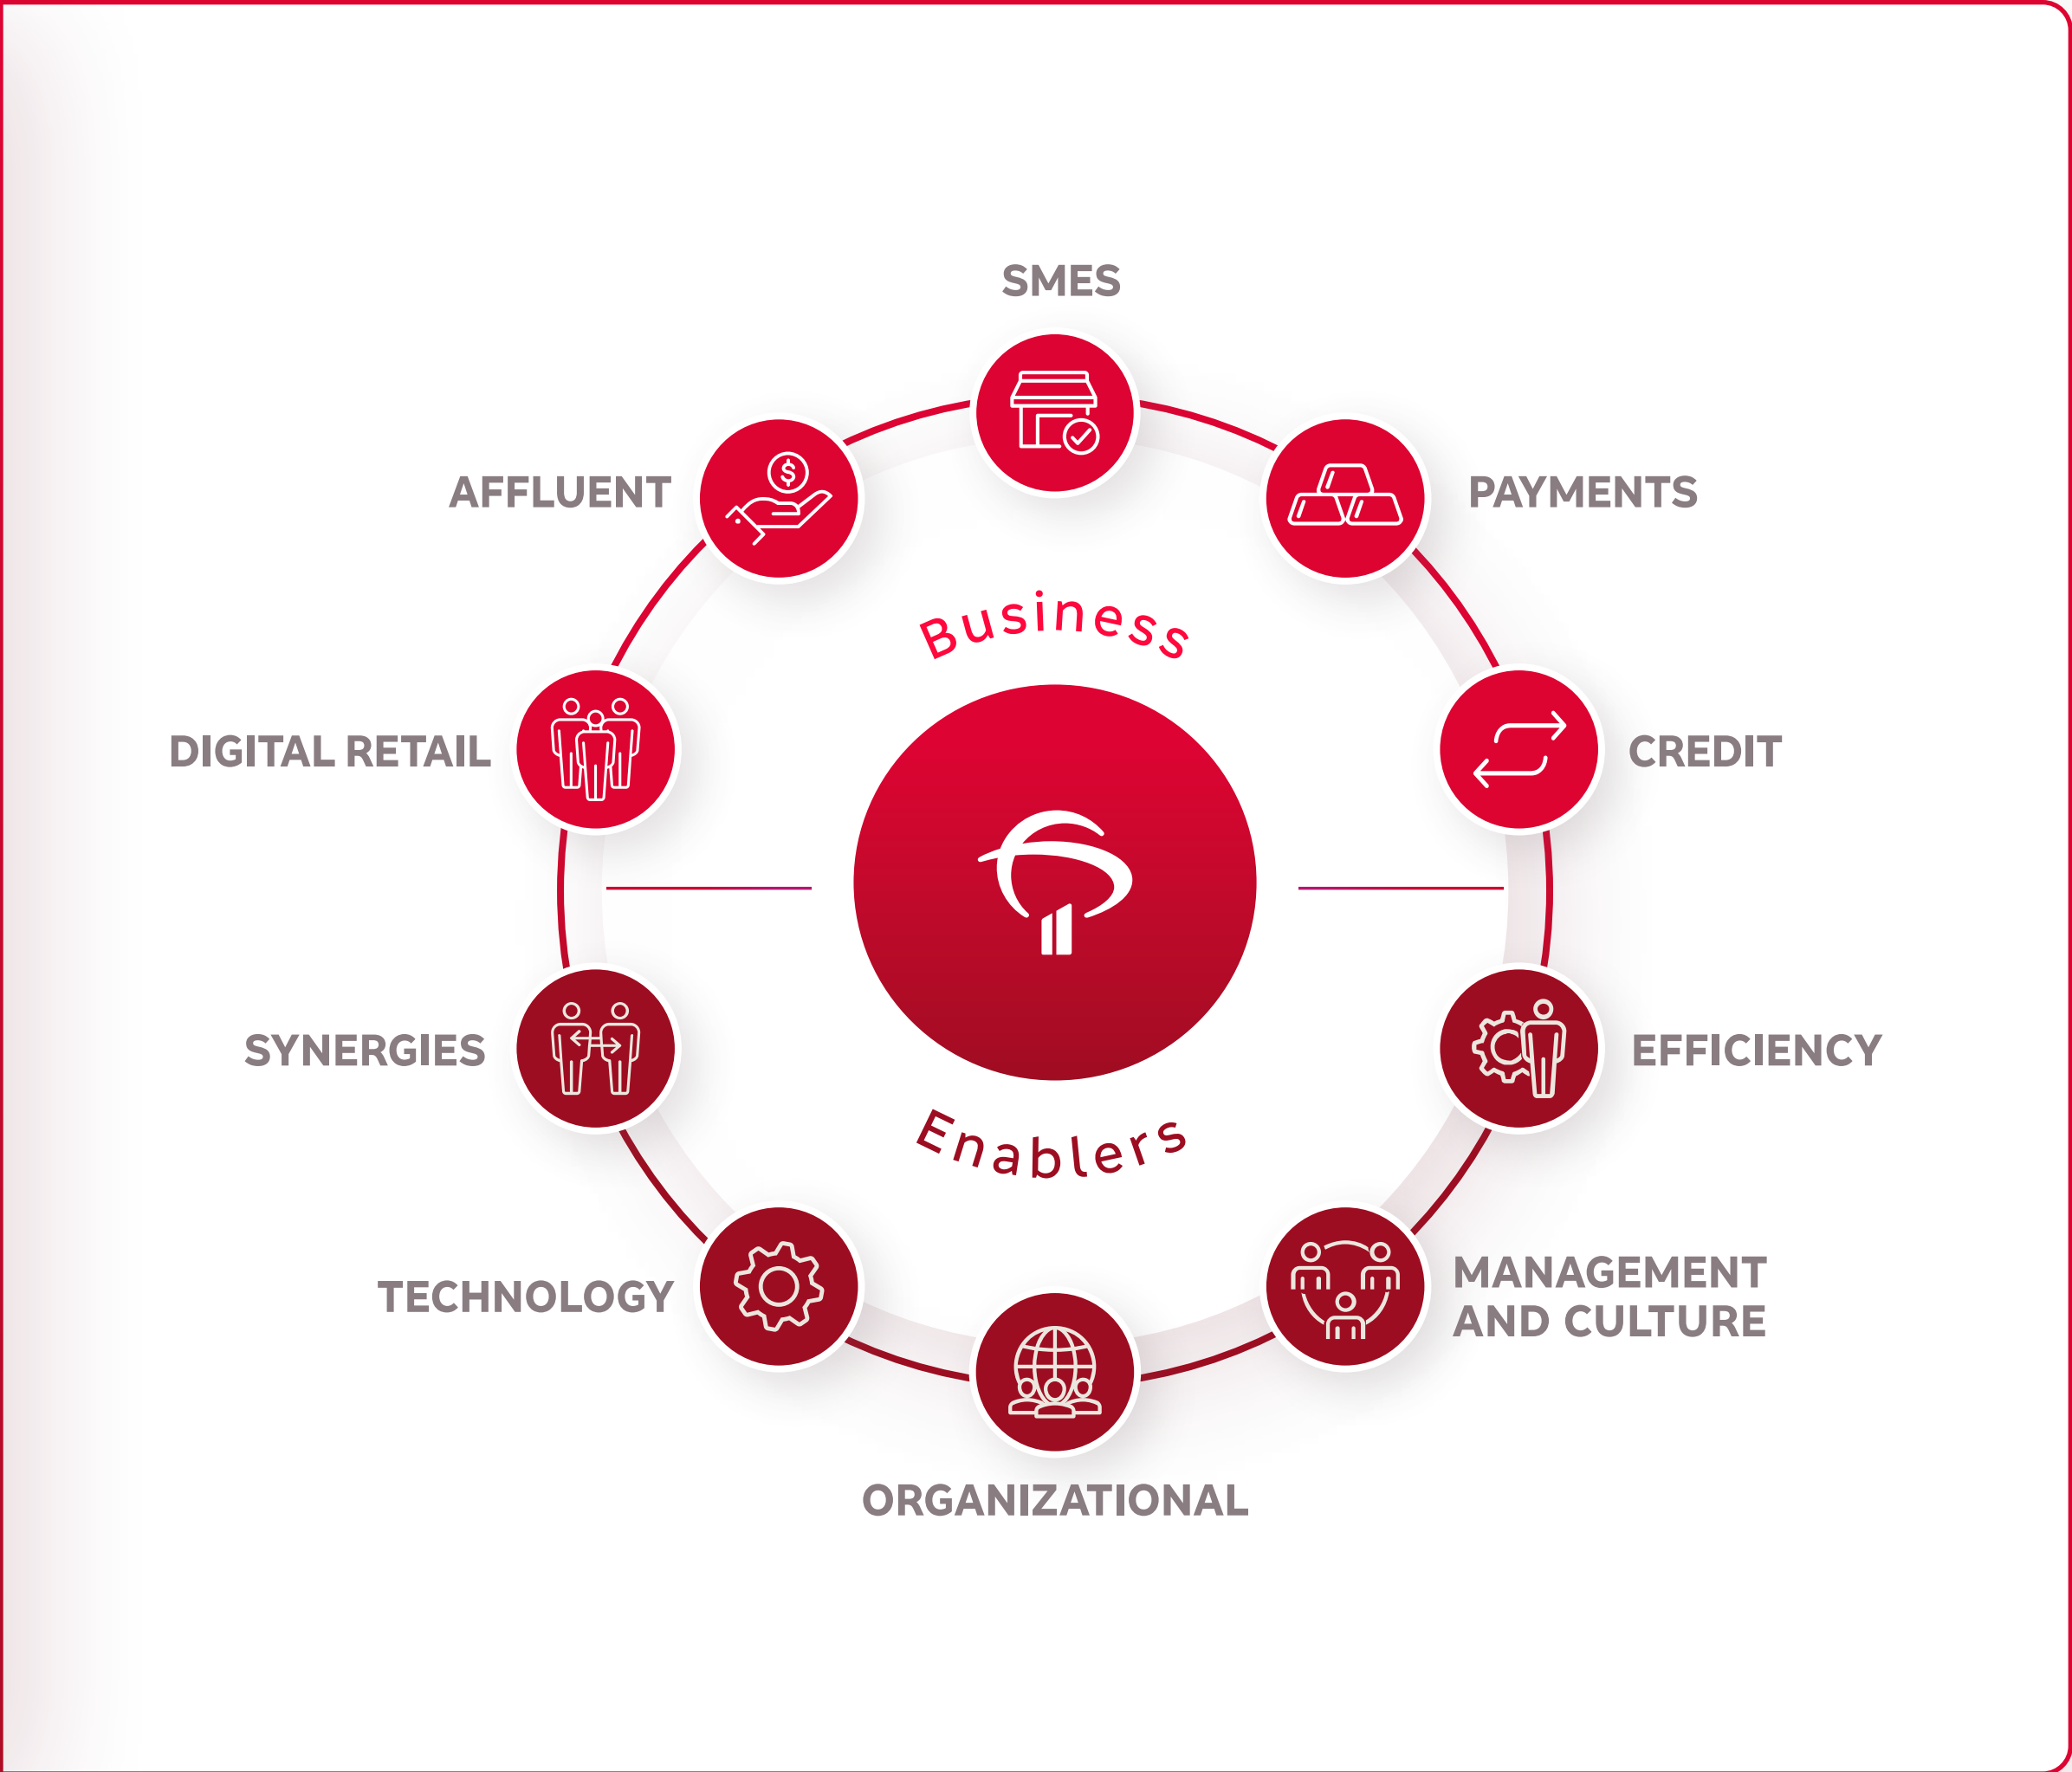 SMES
AFFLUENT
PAYMENTS
Business
DIGITAL RETAIL
CREDIT
SYNERGIES
EFFICIENCY
Enablers
TECHNOLOGY
MANAGEMENT
AND CULTURE
ORGANIZATIONAL